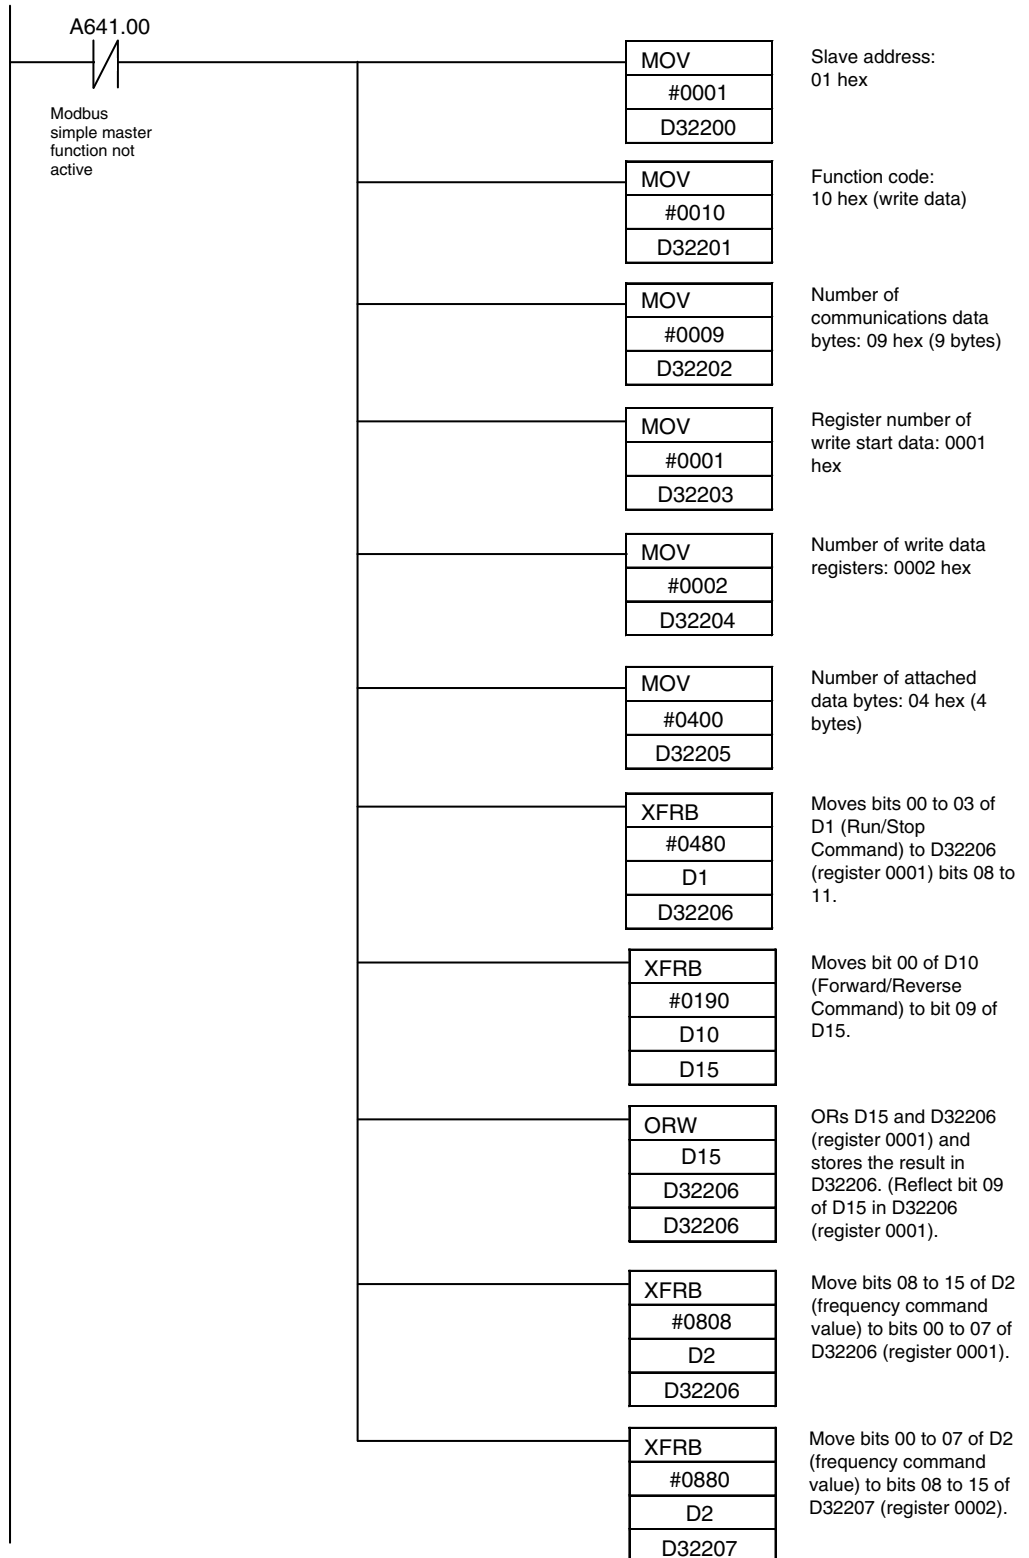 A641.00
Modbus
simple master
function not
active
MOV
#0001
D32200
Slave address:
01 hex
MOV
#0010
D32201
Function code:
10 hex (write data)
MOV
#0009
D32202
Number of
communications data
bytes: 09 hex (9 bytes)
MOV
#0001
D32203
Register number of
write start data: 0001
hex
MOV
#0002
D32204
Number of write data
registers: 0002 hex
MOV
#0400
D32205
Number of attached
data bytes: 04 hex (4
bytes)
XFRB
#0480
D1
D32206
Moves bits 00 to 03 of
D1 (Run/Stop
Command) to D32206
(register 0001) bits 08 to
11.
XFRB
#0190
D10
D15
Moves bit 00 of D10
(Forward/Reverse
Command) to bit 09 of
D15.
ORW
D15
D32206
D32206
ORs D15 and D32206
(register 0001) and
stores the result in
D32206. (Reflect bit 09
of D15 in D32206
(register 0001).
XFRB
#0808
D2
D32206
Move bits 08 to 15 of D2
(frequency command
value) to bits 00 to 07 of
D32206 (register 0001).
XFRB
#0880
D2
D32207
Move bits 00 to 07 of D2
(frequency command
value) to bits 08 to 15 of
D32207 (register 0002).